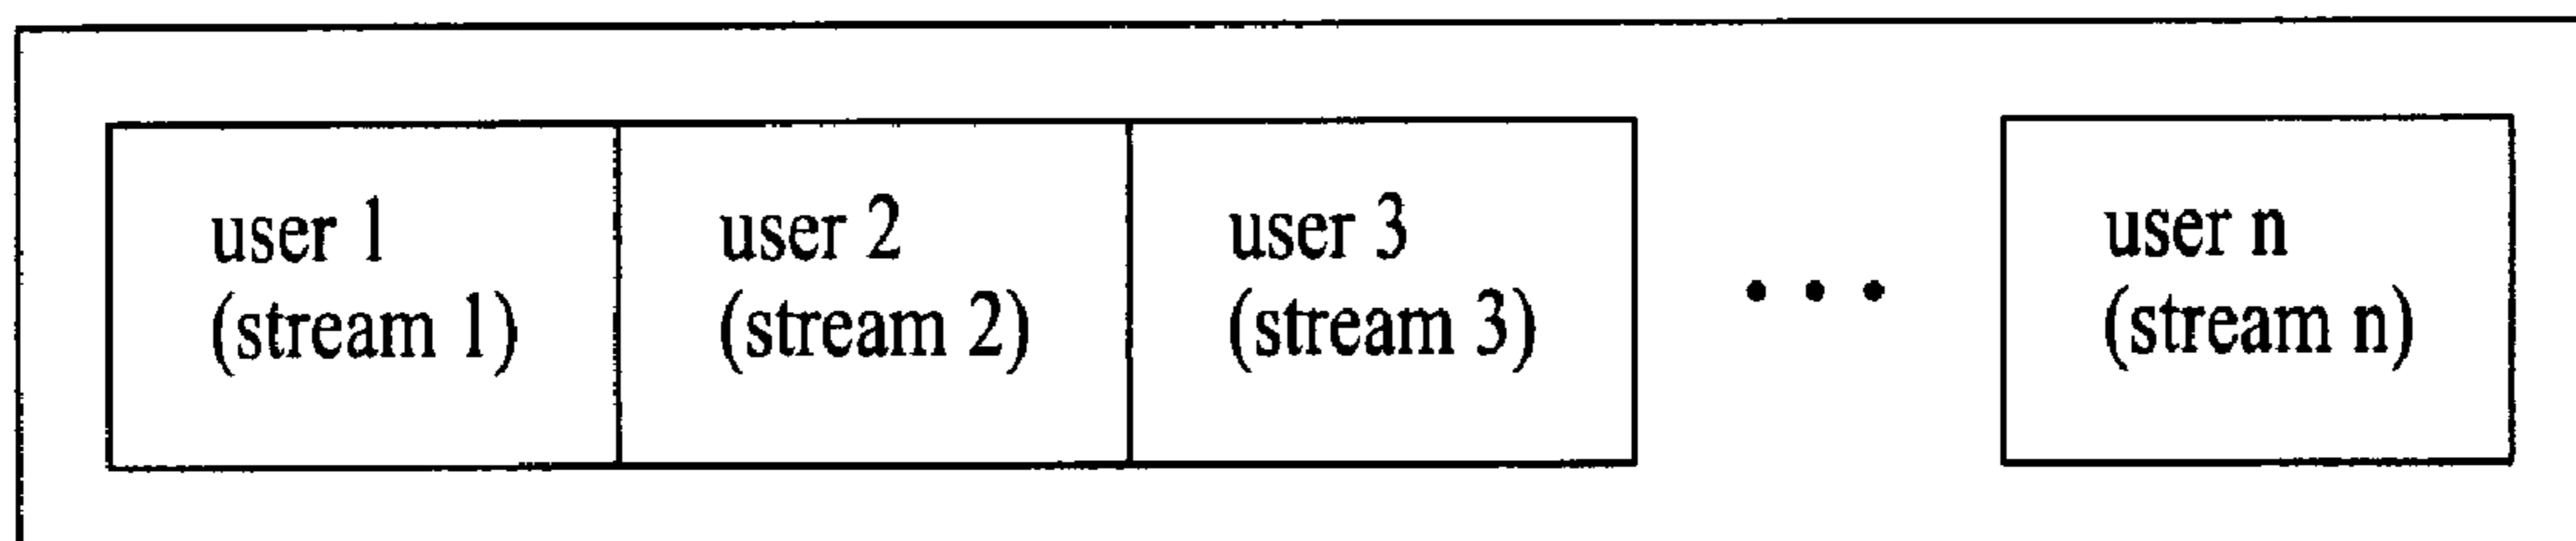 user 1
(stream 1)
user 2
(stream 2)
user 3
(stream 3)
• • •
user n
(stream n)